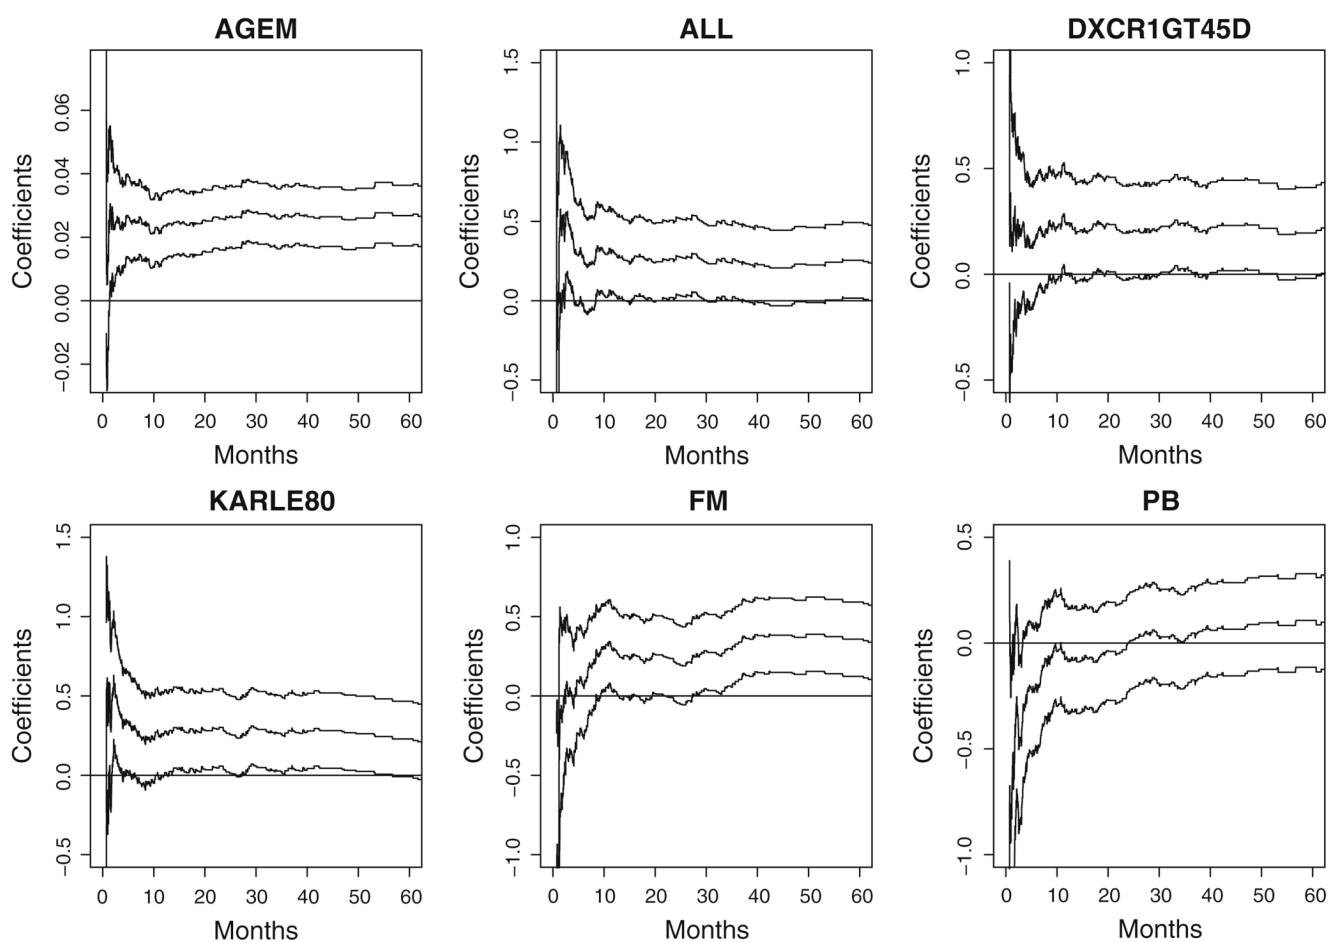 AGEM
Coefficients
−0.02 0.00 0.02 0.04 0.06
0 10 20 30 40 50 60
Months
ALL
Coefficients
−0.5 0.0 0.5 1.0 1.5
0 10 20 30 40 50 60
Months
DXCR1GT45D
Coefficients
−0.5 0.0 0.5 1.0
0 10 20 30 40 50 60
Months
KARLE80
Coefficients
−0.5 0.0 0.5 1.0 1.5
0 10 20 30 40 50 60
Months
FM
Coefficients
−1.0 −0.5 0.0 0.5 1.0
0 10 20 30 40 50 60
Months
PB
Coefficients
−1.0 −0.5 0.0 0.5
0 10 20 30 40 50 60
Months